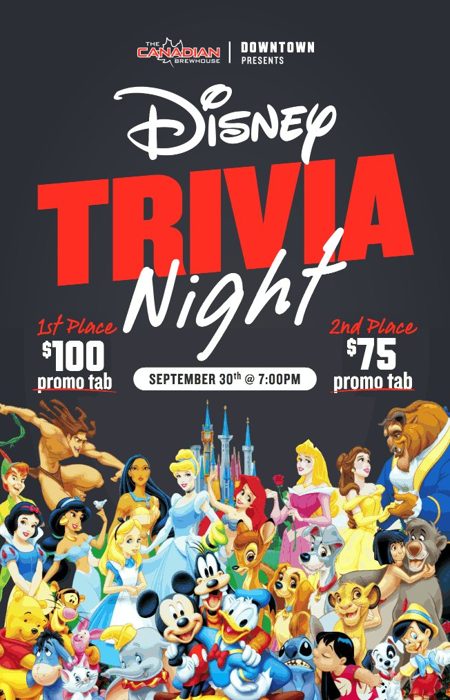 THE
CANADIAN
BREWHOUSE
DOWNTOWN
PRESENTS
Disney
TRIVIA
Night
1st Place
$100
promo tab
2nd Place
$75
promo tab
SEPTEMBER 30th @ 7:00PM